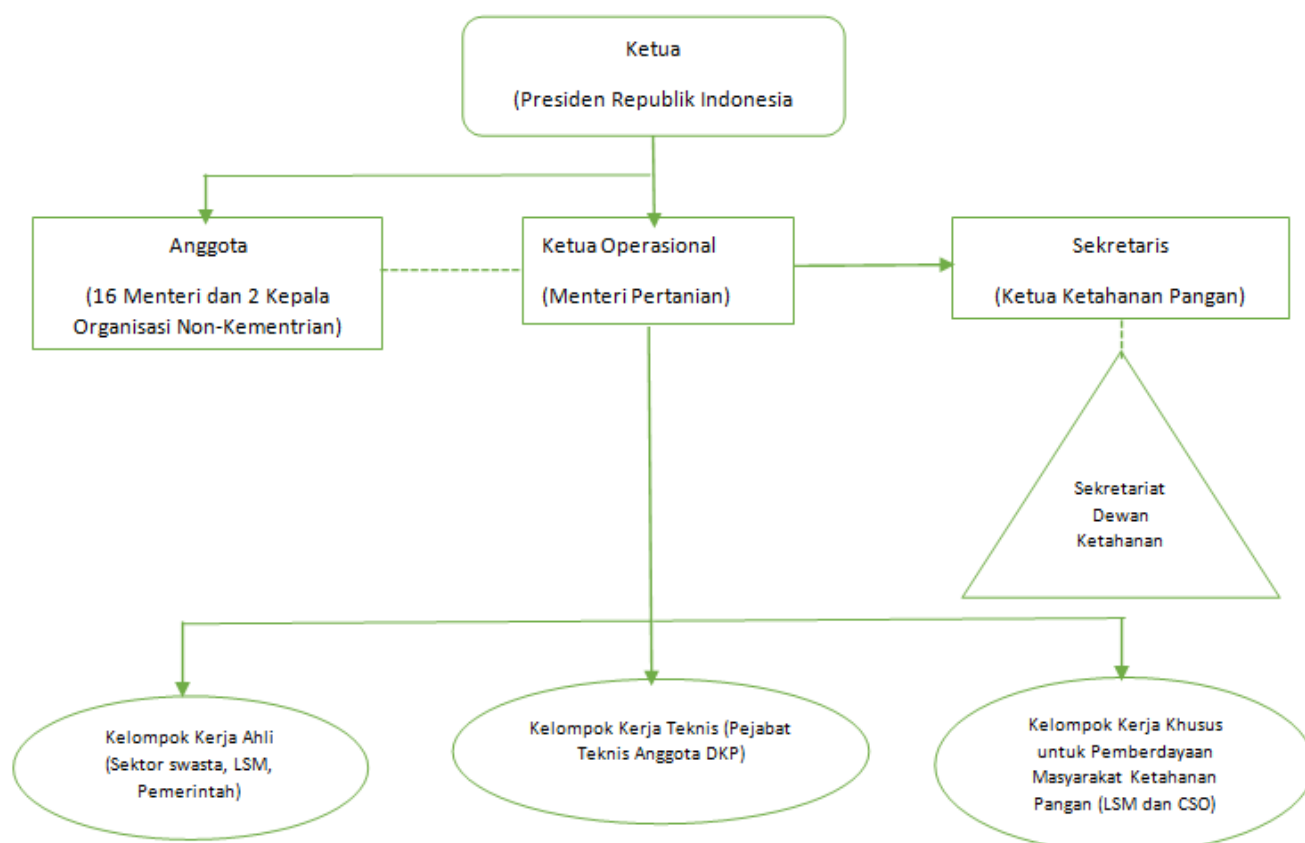 Ketua
(Presiden Republik Indonesia
Anggota
(16 Menteri dan 2 Kepala
Organisasi Non-Kementrian)
Ketua Operasional
(Menteri Pertanian)
Sekretaris
(Ketua Ketahanan Pangan)
Sekretariat
Dewan
Ketahanan
Kelompok Kerja Ahli
(Sektor swasta, LSM,
Pemerintah)
Kelompok Kerja Teknis (Pejabat
Teknis Anggota DKP)
Kelompok Kerja Khusus
untuk Pemberdayaan
Masyarakat Ketahanan
Pangan (LSM dan CSO)